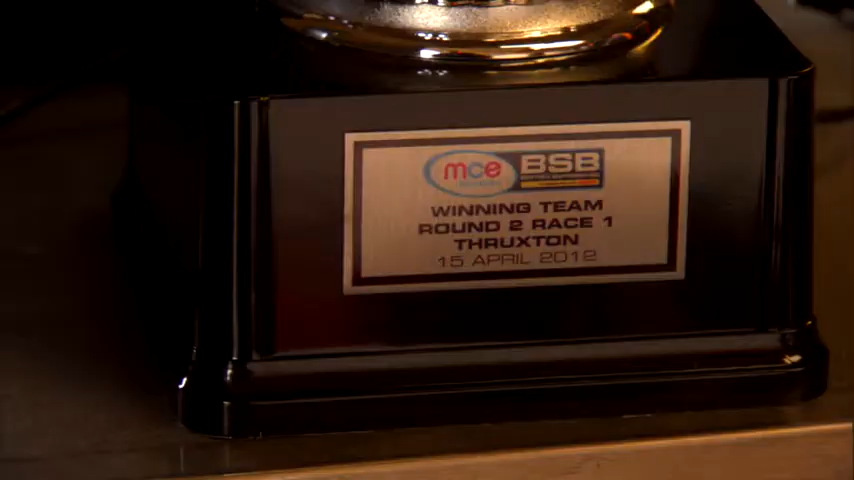 mce BSB
WINNING TEAM
ROUND 2 RACE 1
THRUXTON
15 APRIL 2012